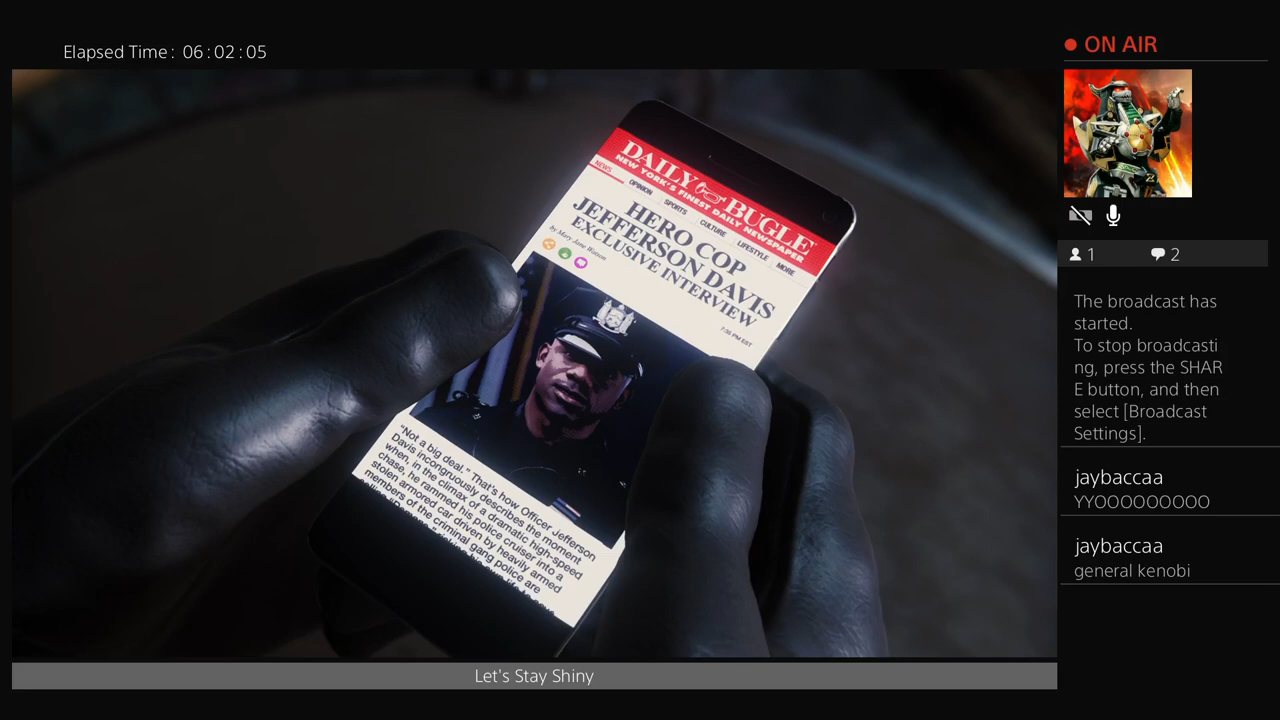 Elapsed Time: 06:02:05
ON AIR
DAILY BUGLE
NEW YORK'S FINEST DAILY NEWSPAPER
NEWS OPINION SPORTS CULTURE LIFESTYLE MORE
HERO COP
JEFFERSON DAVIS
EXCLUSIVE INTERVIEW
by Mary Jane Watson
7:30 PM EST
"Not a big deal." That's how Officer Jefferson
Davis incongruously describes the moment
when, in the climax of a dramatic high-speed
chase, he rammed his police cruiser into a
stolen armored car driven by heavily armed
members of the criminal gang police are
1
2
The broadcast has
started.
To stop broadcasti
ng, press the SHAR
E button, and then
select [Broadcast
Settings].
jaybaccaa
YYOOOOOOOOO
jaybaccaa
general kenobi
Let's Stay Shiny